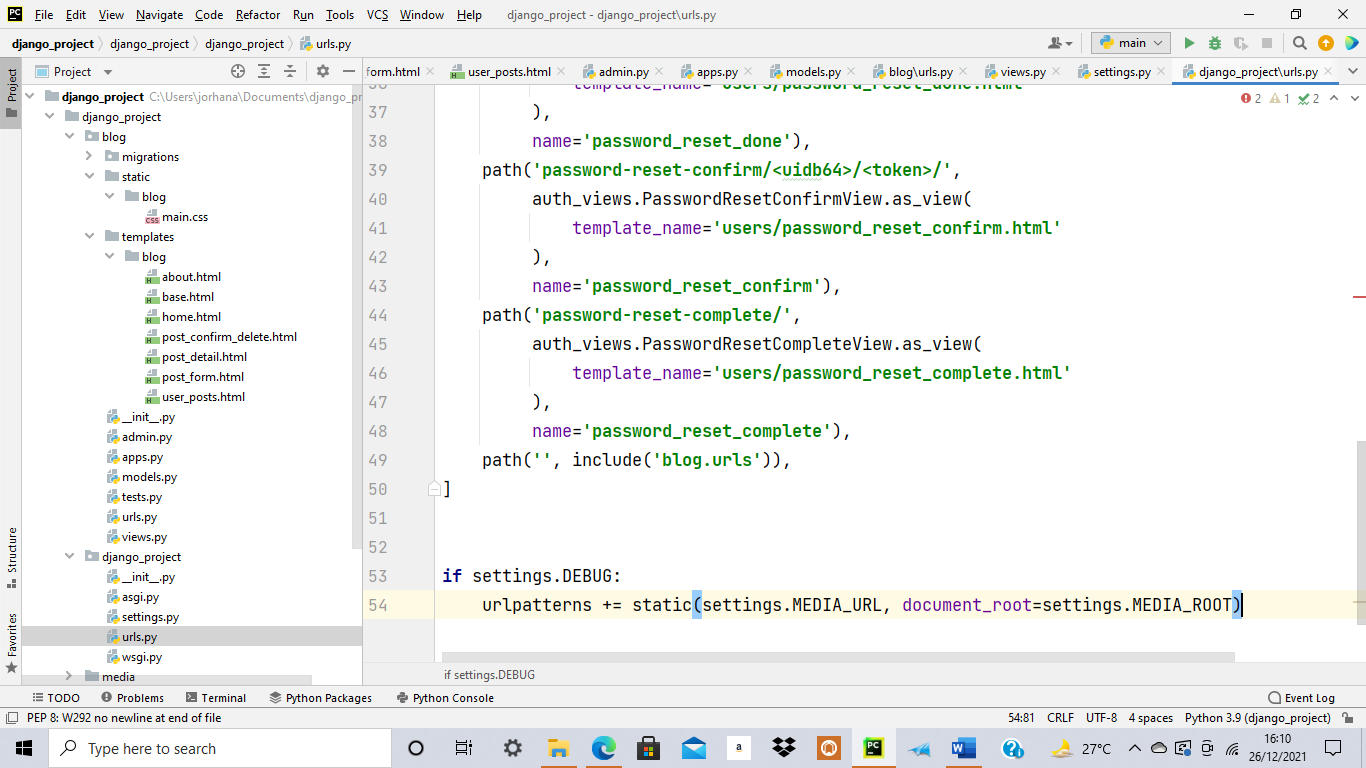 PC File Edit View Navigate Code Refactor Run Tools VCS Window Help django_project - django_project\urls.py
django_project django_project django_project urls.py main
Project form.html user_posts.html admin.py apps.py models.py blog\urls.py views.py settings.py django_project\urls.py
Project
django_project C:\Users\jorhana\Documents\django_pr
django_project
blog
migrations
static
blog
main.css
templates
blog
about.html
base.html
home.html
post_confirm_delete.html
post_detail.html
post_form.html
user_posts.html
__init__.py
admin.py
apps.py
models.py
tests.py
urls.py
views.py
django_project
__init__.py
asgi.py
settings.py
urls.py
wsgi.py
media
Structure
Favorites
2 1 2
36 template_name='users/password_reset_done.html'
37 ),
38 name='password_reset_done'),
39 path('password-reset-confirm/<uidb64>/<token>/',
40 auth_views.PasswordResetConfirmView.as_view(
41 template_name='users/password_reset_confirm.html'
42 ),
43 name='password_reset_confirm'),
44 path('password-reset-complete/',
45 auth_views.PasswordResetCompleteView.as_view(
46 template_name='users/password_reset_complete.html'
47 ),
48 name='password_reset_complete'),
49 path('', include('blog.urls')),
50 ]
51
52
53 if settings.DEBUG:
54 urlpatterns += static(settings.MEDIA_URL, document_root=settings.MEDIA_ROOT)
if settings.DEBUG
TODO Problems Terminal Python Packages Python Console Event Log
PEP 8: W292 no newline at end of file 54:81 CRLF UTF-8 4 spaces Python 3.9 (django_project)
Type here to search a PC W 27°C 16:10
26/12/2021